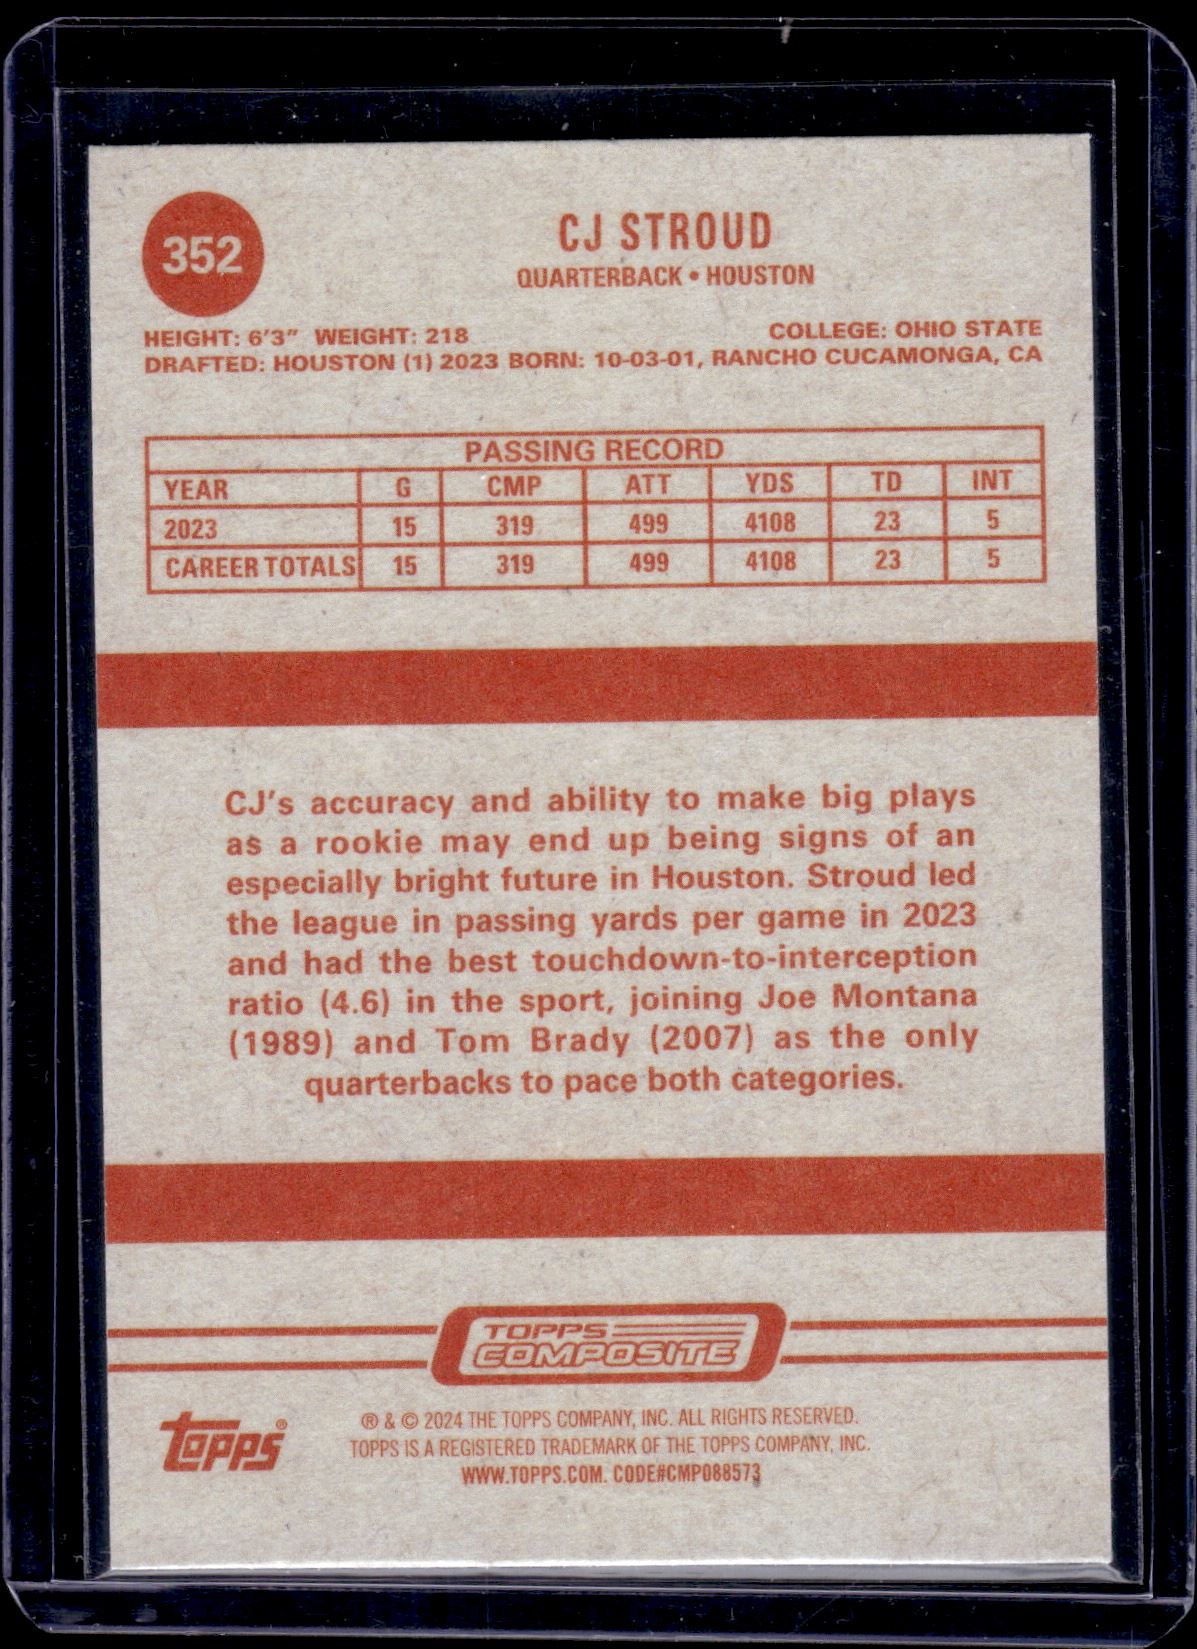 352
CJ STROUD
QUARTERBACK • HOUSTON
HEIGHT: 6'3" WEIGHT: 218 COLLEGE: OHIO STATE
DRAFTED: HOUSTON (1) 2023 BORN: 10-03-01, RANCHO CUCAMONGA, CA
PASSING RECORD
YEAR G CMP ATT YDS TD INT
2023 15 319 499 4108 23 5
CAREER TOTALS 15 319 499 4108 23 5
CJ's accuracy and ability to make big plays
as a rookie may end up being signs of an
especially bright future in Houston. Stroud led
the league in passing yards per game in 2023
and had the best touchdown-to-interception
ratio (4.6) in the sport, joining Joe Montana
(1989) and Tom Brady (2007) as the only
quarterbacks to pace both categories.
TOPPS
COMPOSITE
topps®
® & © 2024 THE TOPPS COMPANY, INC. ALL RIGHTS RESERVED.
TOPPS IS A REGISTERED TRADEMARK OF THE TOPPS COMPANY, INC.
WWW.TOPPS.COM. CODE#CMP088573